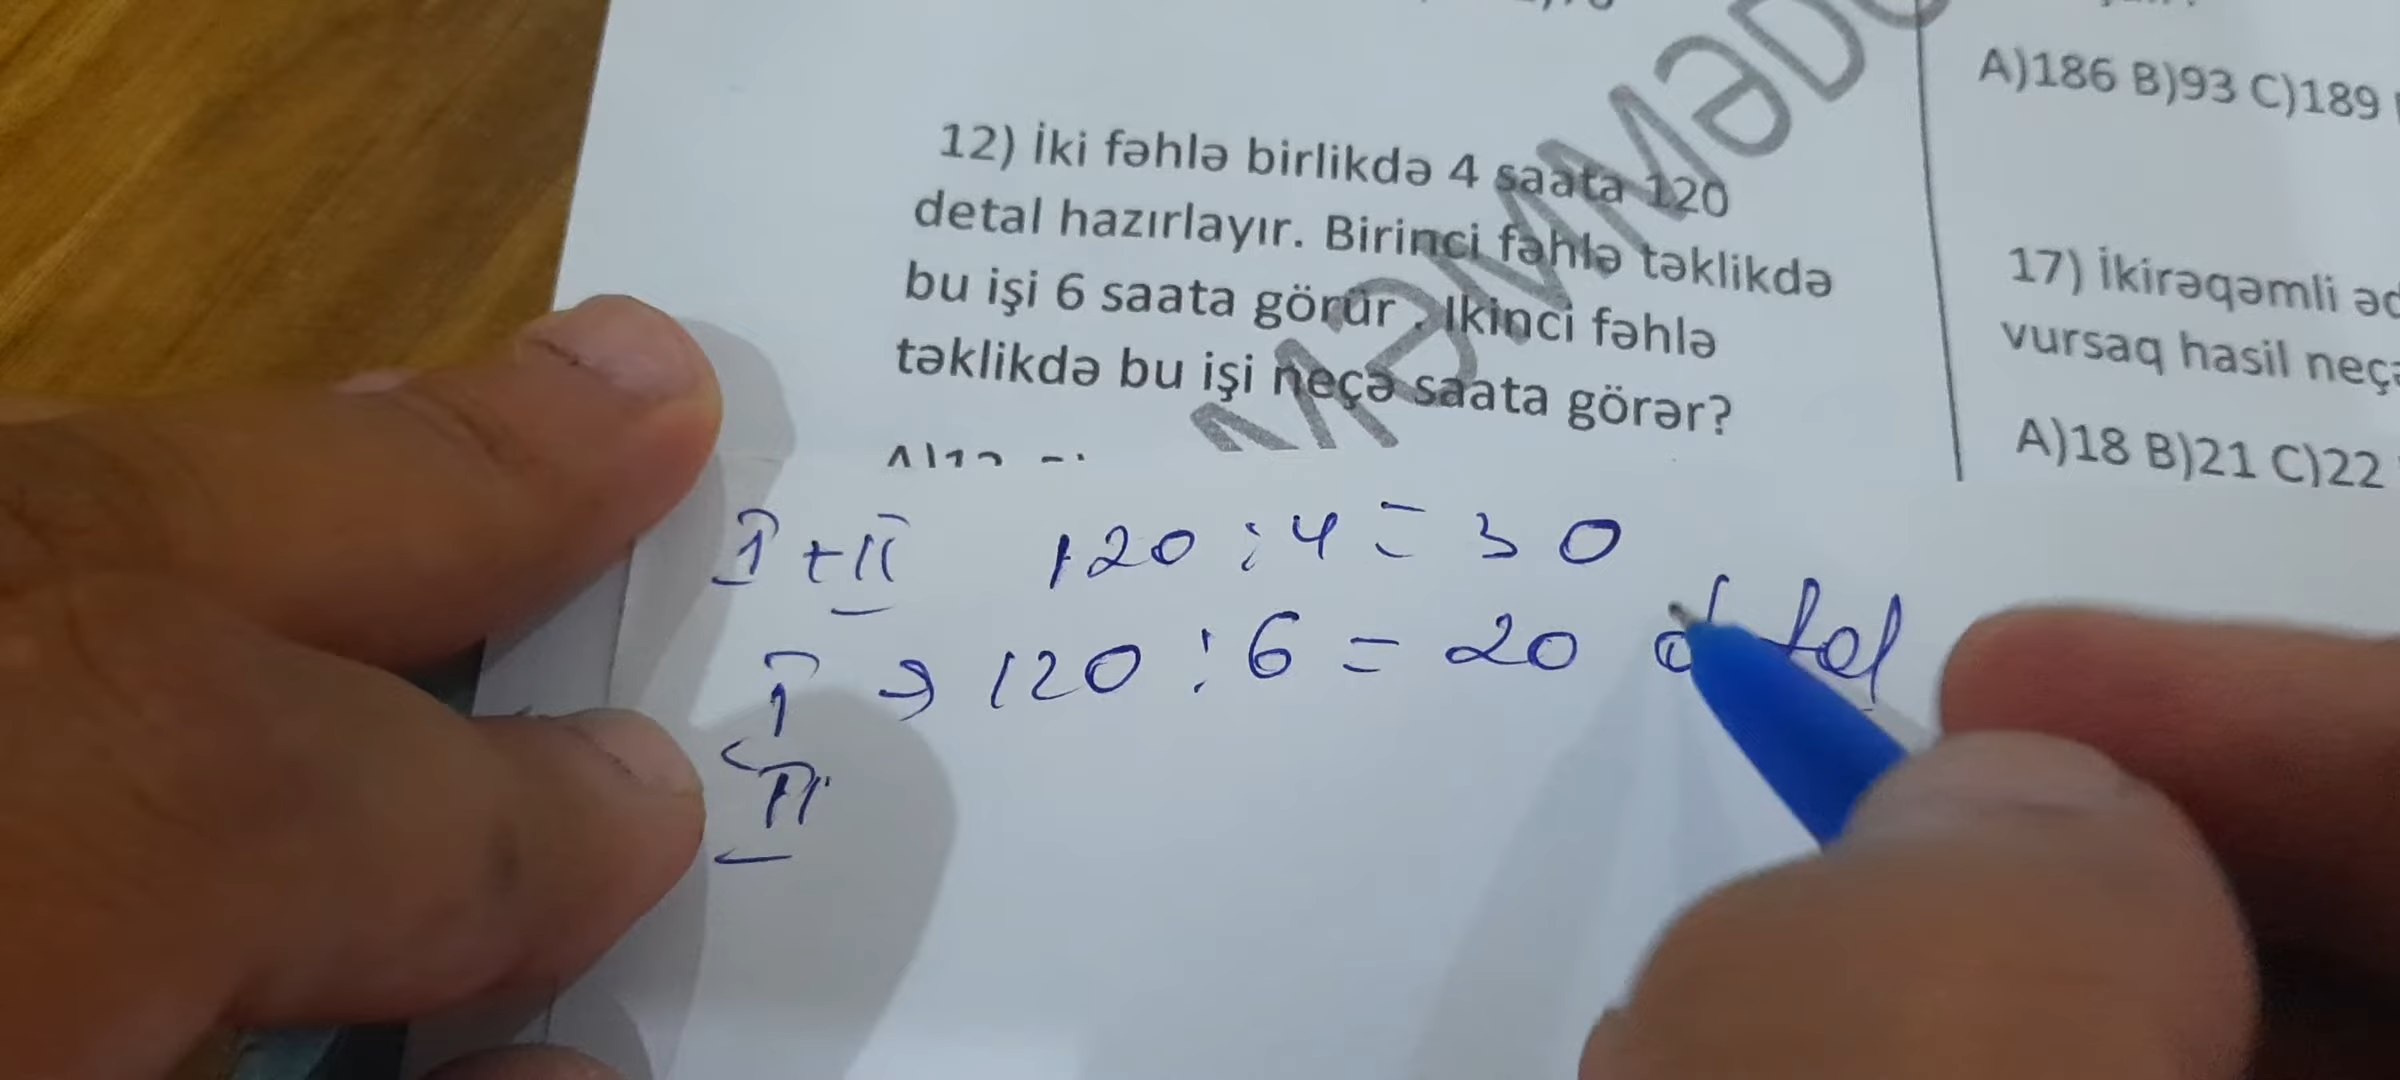 12) İki fəhlə birlikdə 4 saata 120
detal hazırlayır. Birinci fəhlə təklikdə
bu işi 6 saata görür . Ikinci fəhlə
təklikdə bu işi neçə saata görər?
I + II 120 : 4 = 30
I → 120 : 6 = 20
II
A)186 B)93 C)189
17) İkirəqəmli
vursaq hasil
A)18 B)21 C)22